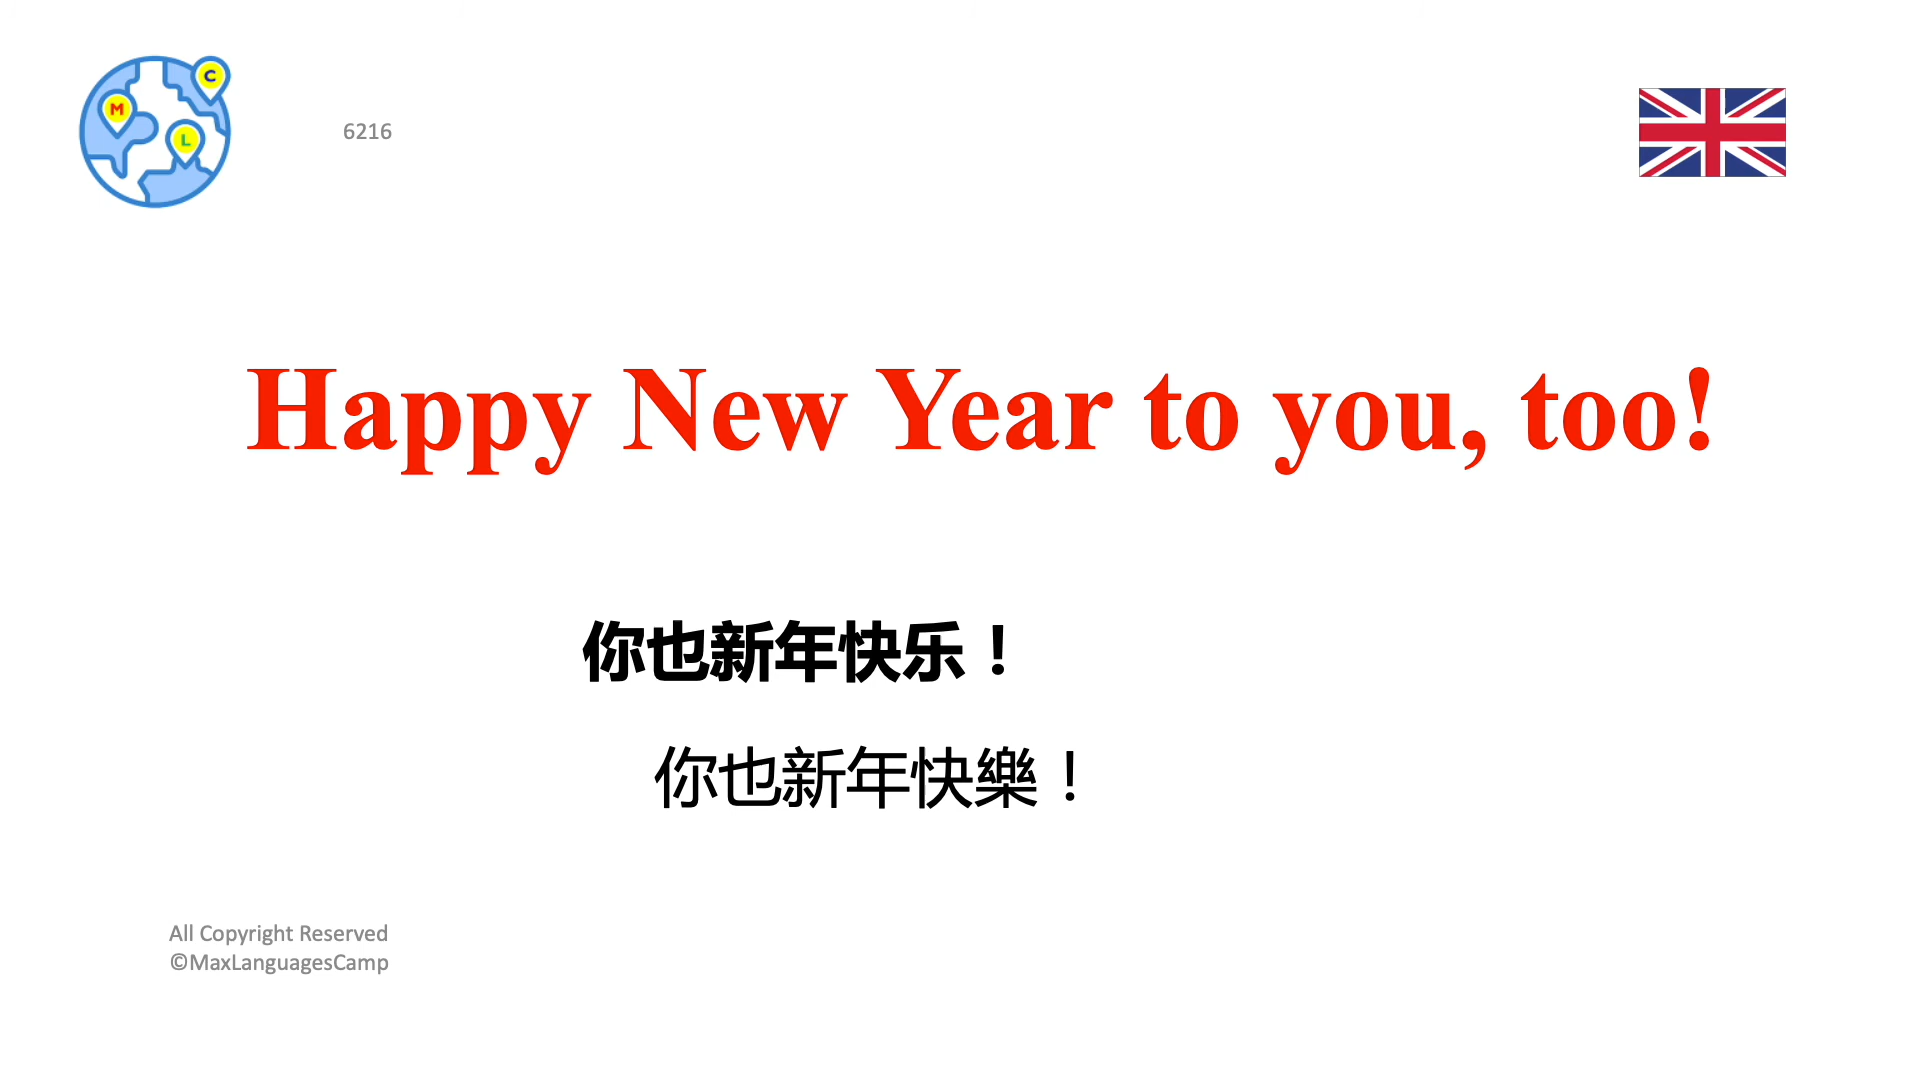 C
M
L
6216
Happy New Year to you, too!
你也新年快乐！
你也新年快樂！
All Copyright Reserved
©MaxLanguagesCamp